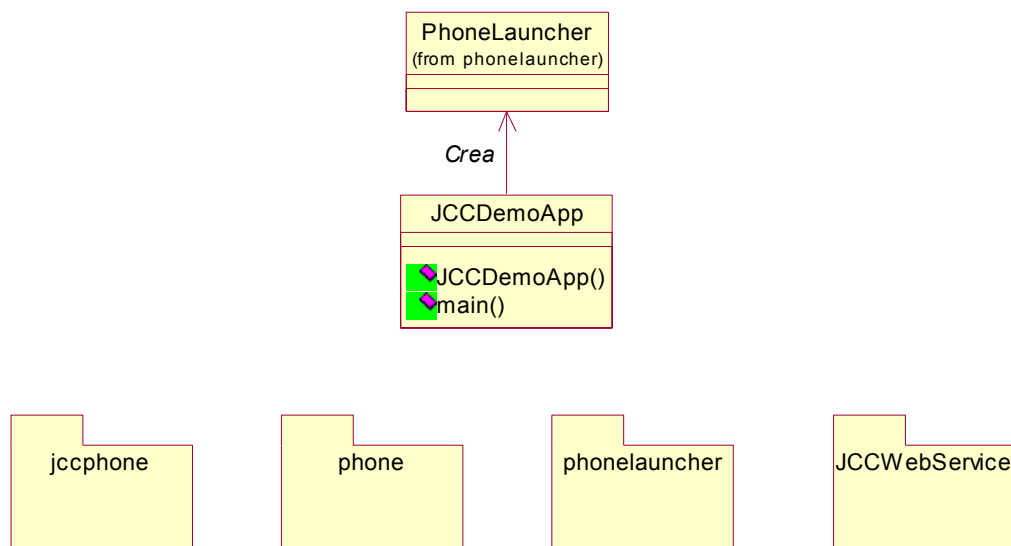 PhoneLauncher
(from phonelauncher)
Crea
JCCDemoApp
JCCDemoApp()
main()
jccphone
phone
phonelauncher
JCCWebService